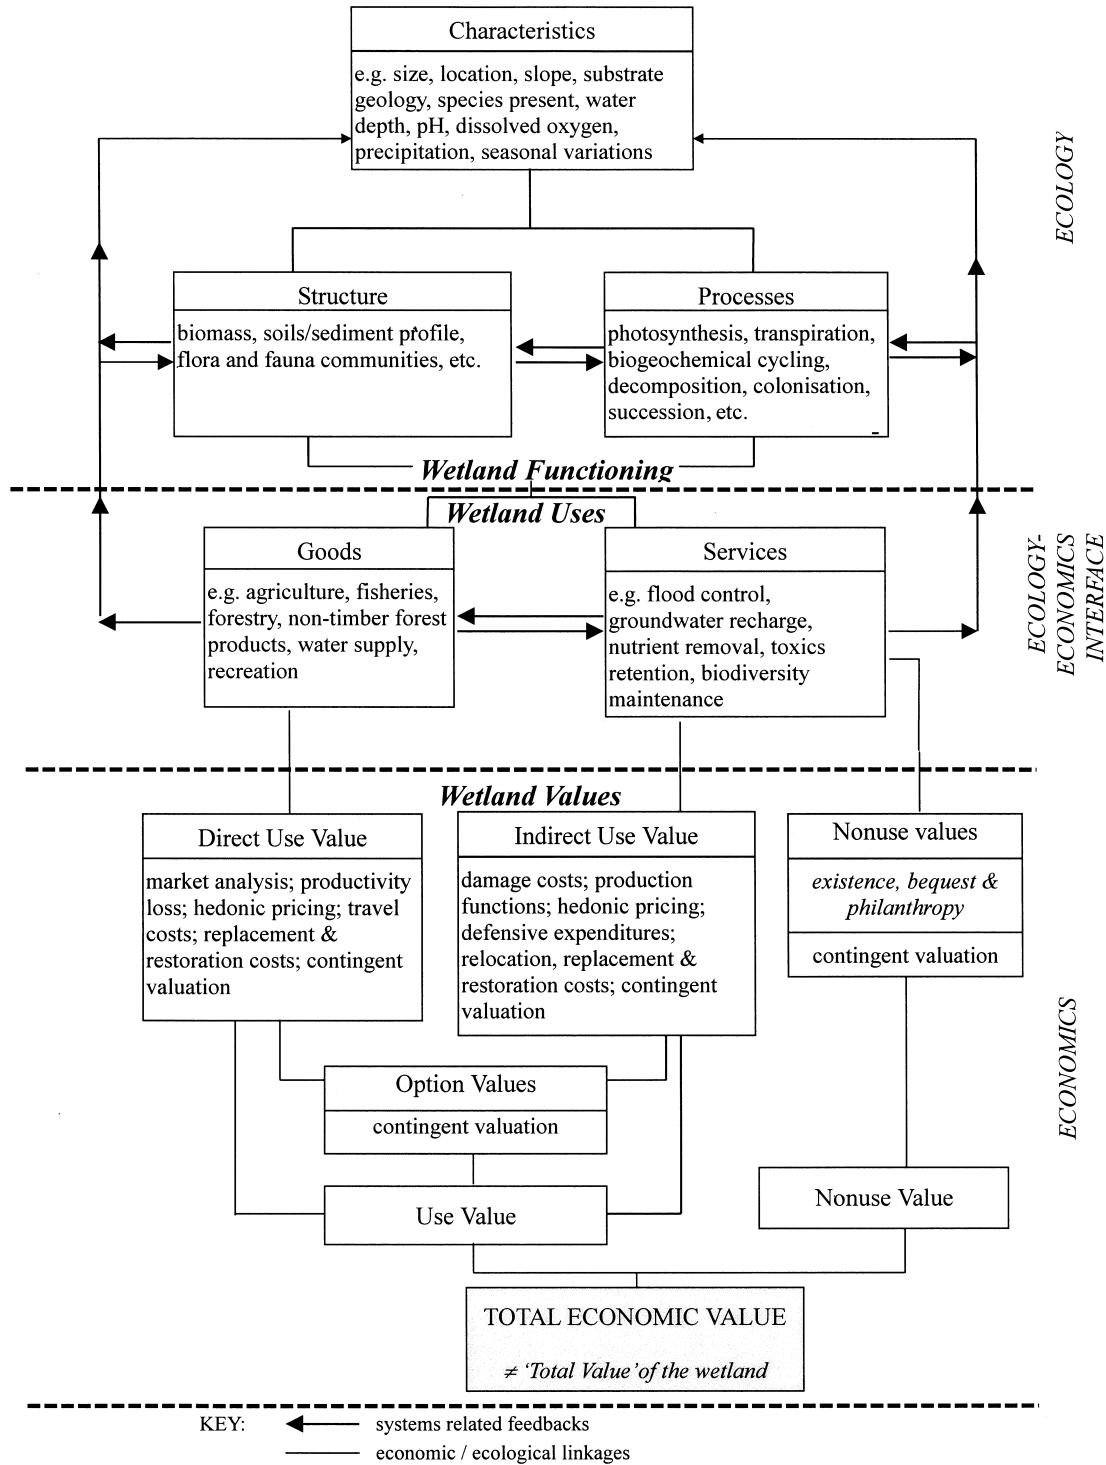 Characteristics
e.g. size, location, slope, substrate
geology, species present, water
depth, pH, dissolved oxygen,
precipitation, seasonal variations
ECOLOGY
Structure
biomass, soils/sediment profile,
flora and fauna communities, etc.
Processes
photosynthesis, transpiration,
biogeochemical cycling,
decomposition, colonisation,
succession, etc.
Wetland Functioning
Wetland Uses
Goods
e.g. agriculture, fisheries,
forestry, non-timber forest
products, water supply,
recreation
Services
e.g. flood control,
groundwater recharge,
nutrient removal, toxics
retention, biodiversity
maintenance
ECOLOGY-
ECONOMICS
INTERFACE
Wetland Values
Direct Use Value
market analysis; productivity
loss; hedonic pricing; travel
costs; replacement &
restoration costs; contingent
valuation
Indirect Use Value
damage costs; production
functions; hedonic pricing;
defensive expenditures;
relocation, replacement &
restoration costs; contingent
valuation
Nonuse values
existence, bequest &
philanthropy
contingent valuation
ECONOMICS
Option Values
contingent valuation
Use Value
Nonuse Value
TOTAL ECONOMIC VALUE
≠ ‘Total Value’ of the wetland
KEY:
systems related feedbacks
economic / ecological linkages